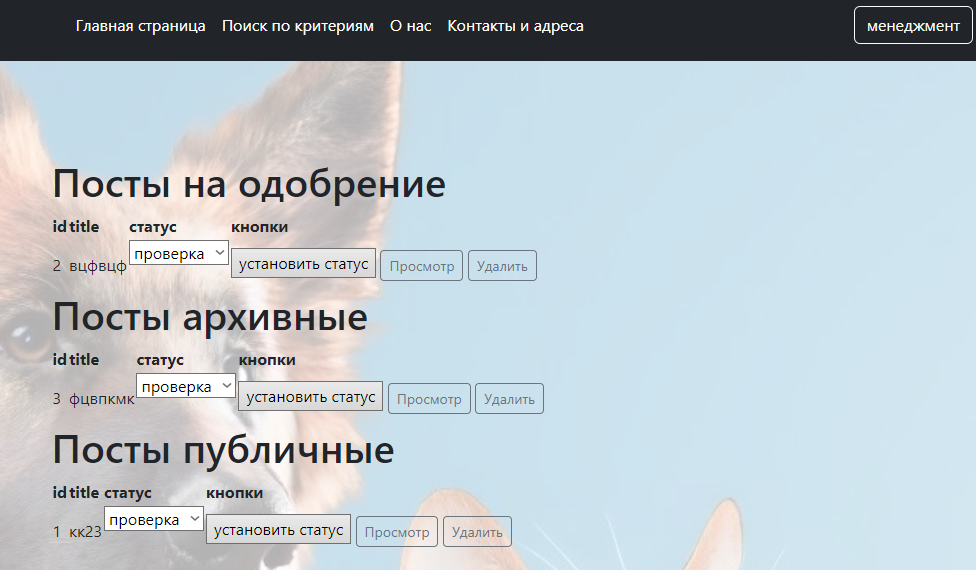 Главная страница Поиск по критериям О нас Контакты и адреса менеджмент
Посты на одобрение
id title статус кнопки
2 вцфвцф проверка установить статус Просмотр Удалить
Посты архивные
id title статус кнопки
3 фцвпкмк проверка установить статус Просмотр Удалить
Посты публичные
id title статус кнопки
1 кк23 проверка установить статус Просмотр Удалить